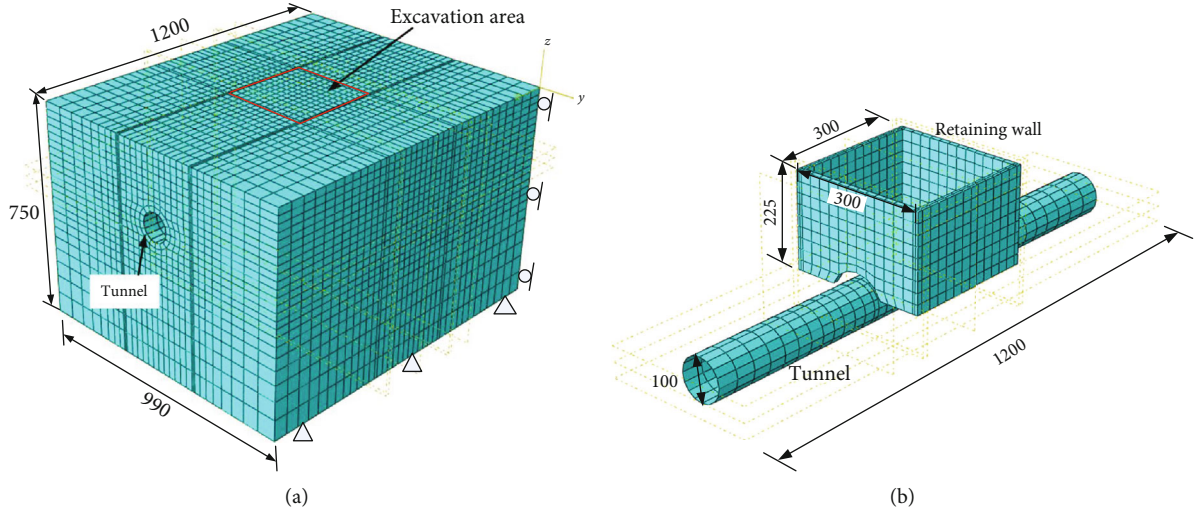 1200
Excavation area
z
y
750
Tunnel
990
(a)
300
Retaining wall
300
225
100
Tunnel
1200
(b)